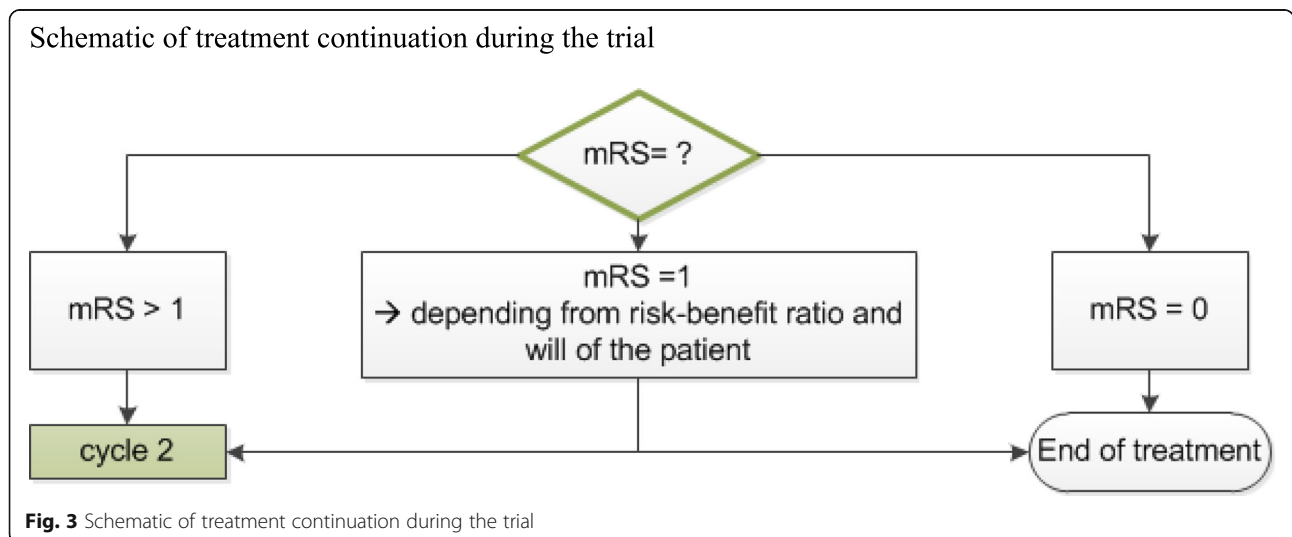 Schematic of treatment continuation during the trial
mRS= ?
mRS > 1
mRS =1
→ depending from risk-benefit ratio and
will of the patient
mRS = 0
cycle 2
End of treatment
Fig. 3 Schematic of treatment continuation during the trial